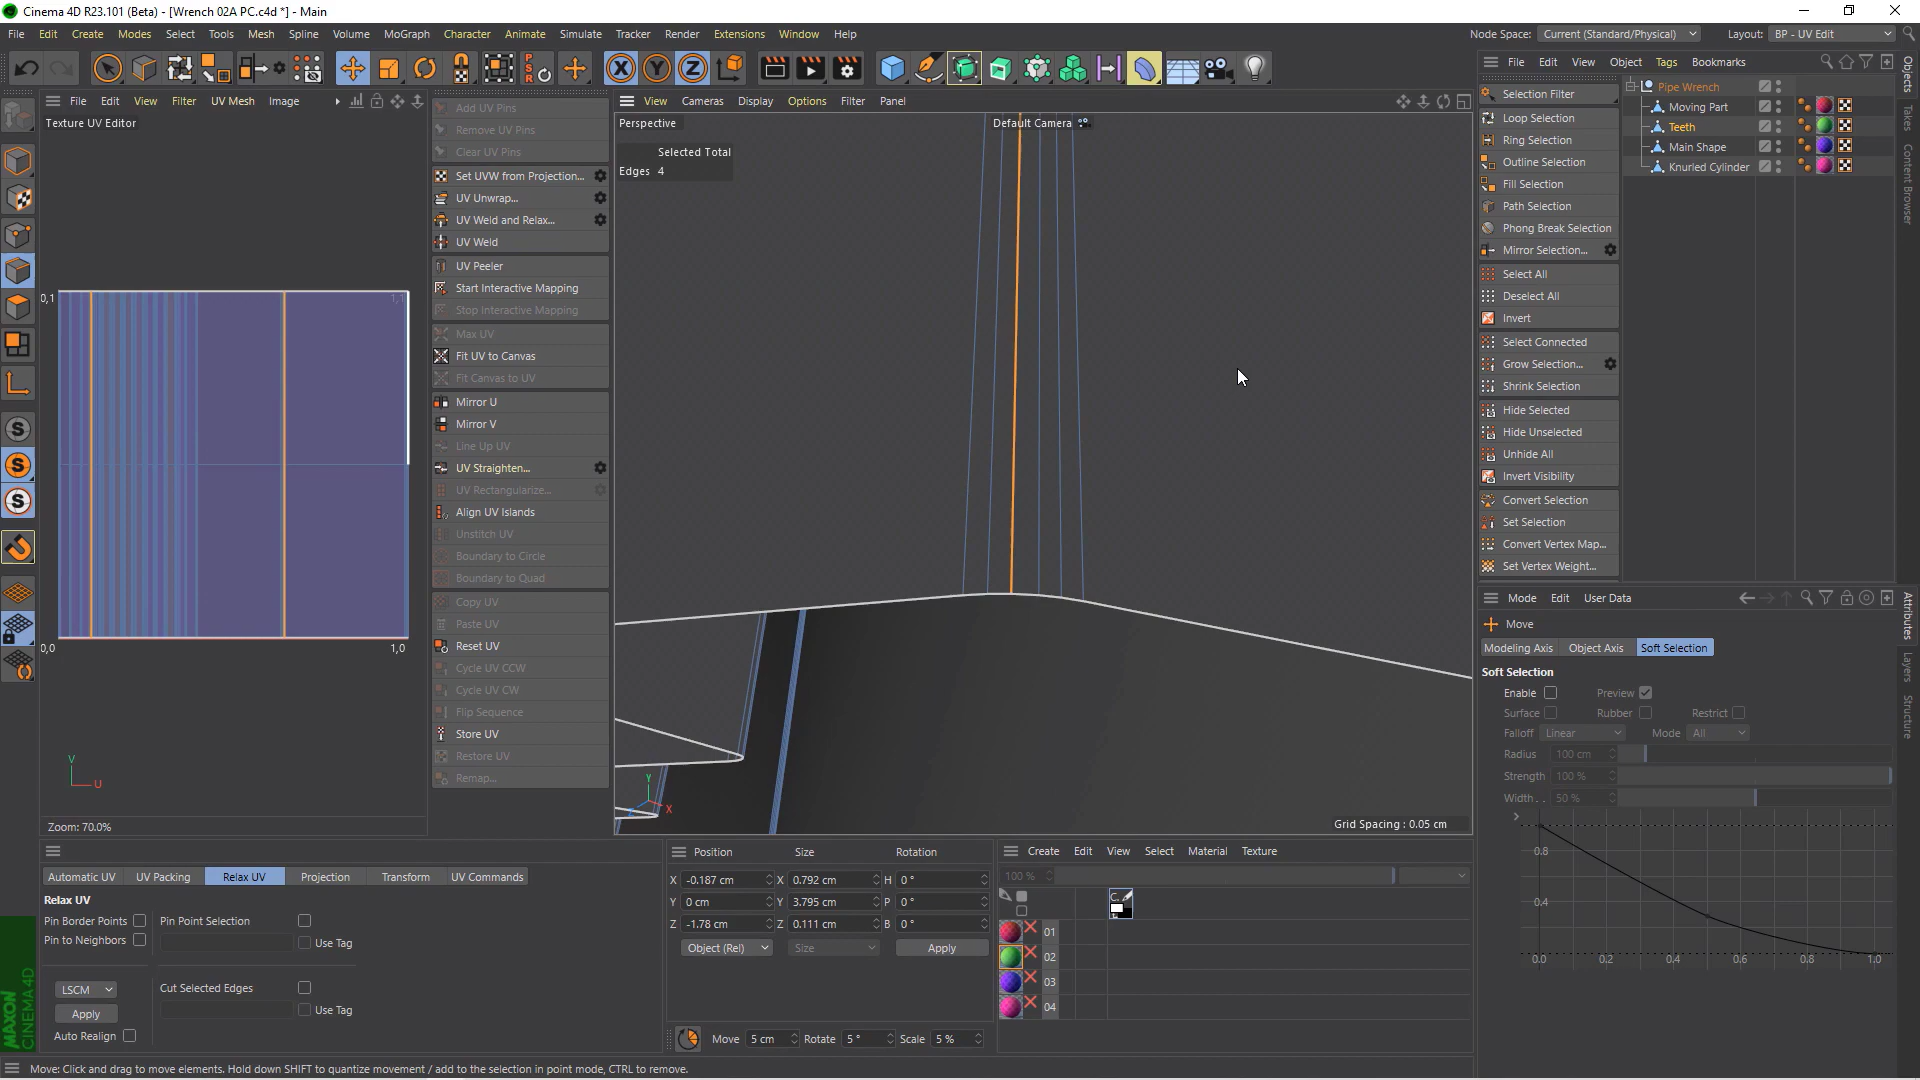 Cinema 4D R23.101 (Beta) - [Wrench 02A PC.c4d *] - Main
File Edit Create Modes Select Tools Mesh Spline Volume MoGraph Character Animate Simulate Tracker Render Extensions Window Help
Node Space: Current (Standard/Physical) Layout: BP - UV Edit
File Edit View Filter UV Mesh Image
Texture UV Editor
0,1
1,1
0,0
1,0
V
U
Zoom: 70.0%
Add UV Pins
Remove UV Pins
Clear UV Pins
Set UVW from Projection...
UV Unwrap...
UV Weld and Relax...
UV Weld
UV Peeler
Start Interactive Mapping
Stop Interactive Mapping
Max UV
Fit UV to Canvas
Fit Canvas to UV
Mirror U
Mirror V
Line Up UV
UV Straighten...
UV Rectangularize...
Align UV Islands
Unstitch UV
Boundary to Circle
Boundary to Quad
Copy UV
Paste UV
Reset UV
Cycle UV CCW
Cycle UV CW
Flip Sequence
Store UV
Restore UV
Remap...
View Cameras Display Options Filter Panel
Perspective
Default Camera
Selected Total
Edges 4
Y
X
Grid Spacing : 0.05 cm
Selection Filter
Loop Selection
Ring Selection
Outline Selection
Fill Selection
Path Selection
Phong Break Selection
Mirror Selection...
Select All
Deselect All
Invert
Select Connected
Grow Selection...
Shrink Selection
Hide Selected
Hide Unselected
Unhide All
Invert Visibility
Convert Selection
Set Selection
Convert Vertex Map...
Set Vertex Weight...
File Edit View Object Tags Bookmarks
Pipe Wrench
Moving Part
Teeth
Main Shape
Knurled Cylinder
Objects
Takes
Content Browser
Attributes
Layers
Structure
Mode Edit User Data
Move
Modeling Axis Object Axis Soft Selection
Soft Selection
Enable Preview
Surface Rubber Restrict
Falloff Linear Mode All
Radius 100 cm
Strength 100 %
Width . . 50 %
0.8
0.4
0.0 0.2 0.4 0.6 0.8 1.0
Automatic UV UV Packing Relax UV Projection Transform UV Commands
Relax UV
Pin Border Points Pin Point Selection
Pin to Neighbors Use Tag
LSCM Cut Selected Edges
Apply Use Tag
Auto Realign
Position Size Rotation
X -0.187 cm X 0.792 cm H 0 °
Y 0 cm Y 3.795 cm P 0 °
Z -1.78 cm Z 0.111 cm B 0 °
Object (Rel) Size Apply
Move 5 cm Rotate 5 ° Scale 5 %
Create Edit View Select Material Texture
100 %
01
02
03
04
MAXON
CINEMA4D
Move: Click and drag to move elements. Hold down SHIFT to quantize movement / add to the selection in point mode, CTRL to remove.